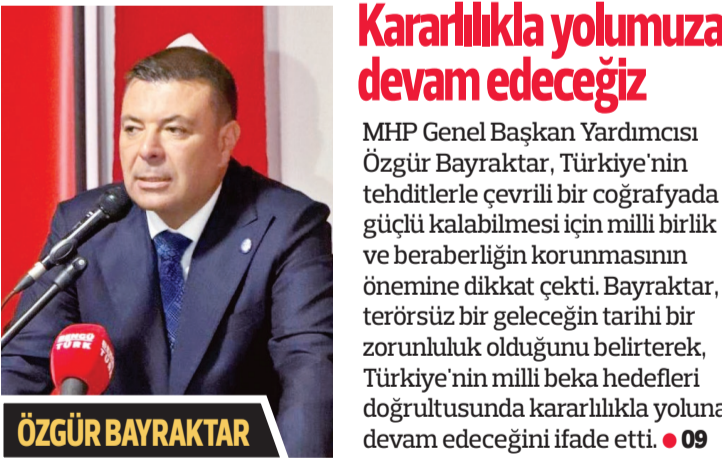 Kararlılıkla yolumuza
devam edeceğiz
MHP Genel Başkan Yardımcısı
Özgür Bayraktar, Türkiye'nin
tehditlerle çevrili bir coğrafyada
güçlü kalabilmesi için milli birlik
ve beraberliğin korunmasının
önemine dikkat çekti. Bayraktar,
terörsüz bir geleceğin tarihi bir
zorunluluk olduğunu belirterek,
Türkiye'nin milli beka hedefleri
doğrultusunda kararlılıkla yoluna
devam edeceğini ifade etti. ● 09
BENGÜ
TÜRK
ÖZGÜR BAYRAKTAR